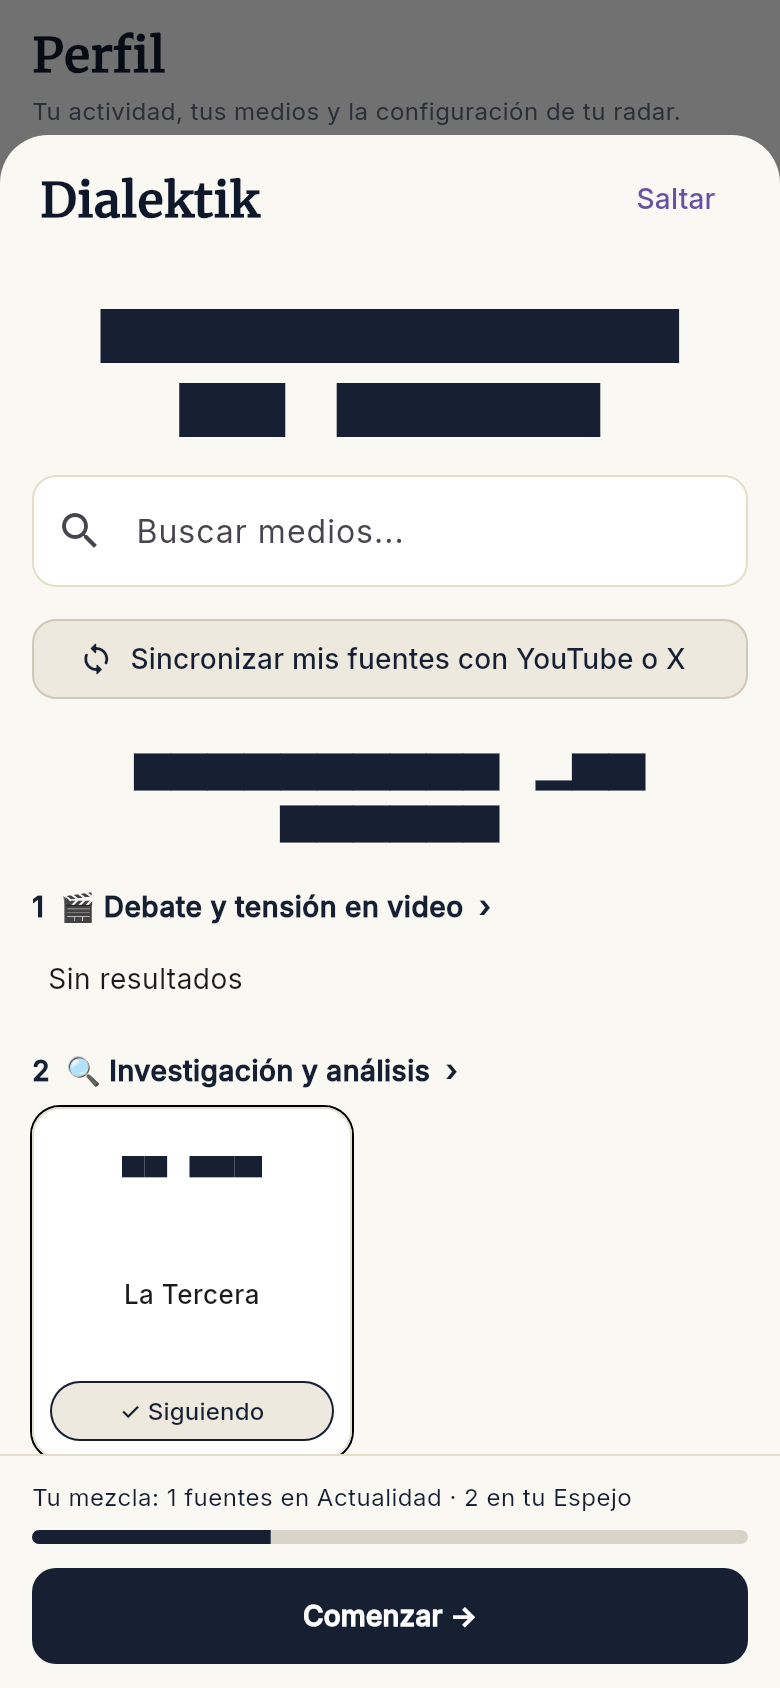 Perfil
Tu actividad, tus medios y la configuración de tu radar.
Dialektik
Saltar
Buscar medios...
Sincronizar mis fuentes con YouTube o X
1 🎬 Debate y tensión en video ›
Sin resultados
2 🔍 Investigación y análisis ›
La Tercera
✓ Siguiendo
Tu mezcla: 1 fuentes en Actualidad · 2 en tu Espejo
Comenzar →